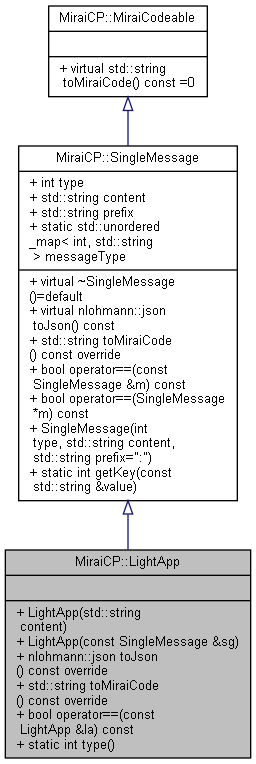 MiraiCP::MiraiCodeable
+ virtual std::string
toMiraiCode() const =0
MiraiCP::SingleMessage
+ int type
+ std::string content
+ std::string prefix
+ static std::unordered
_map< int, std::string
> messageType
+ virtual ~SingleMessage
()=default
+ virtual nlohmann::json
toJson() const
+ std::string toMiraiCode
() const override
+ bool operator==(const
SingleMessage &m) const
+ bool operator==(SingleMessage
*m) const
+ SingleMessage(int
type, std::string content,
std::string prefix=":")
+ static int getKey(const
std::string &value)
MiraiCP::LightApp
+ LightApp(std::string
content)
+ LightApp(const SingleMessage &sg)
+ nlohmann::json toJson
() const override
+ std::string toMiraiCode
() const override
+ bool operator==(const
LightApp &la) const
+ static int type()